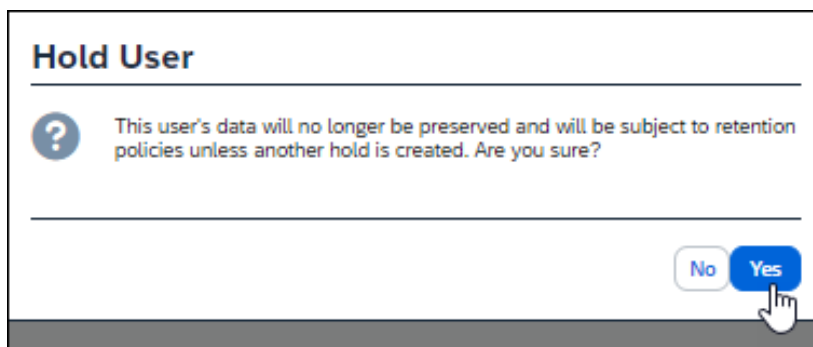 Hold User
This user's data will no longer be preserved and will be subject to retention
policies unless another hold is created. Are you sure?
No Yes